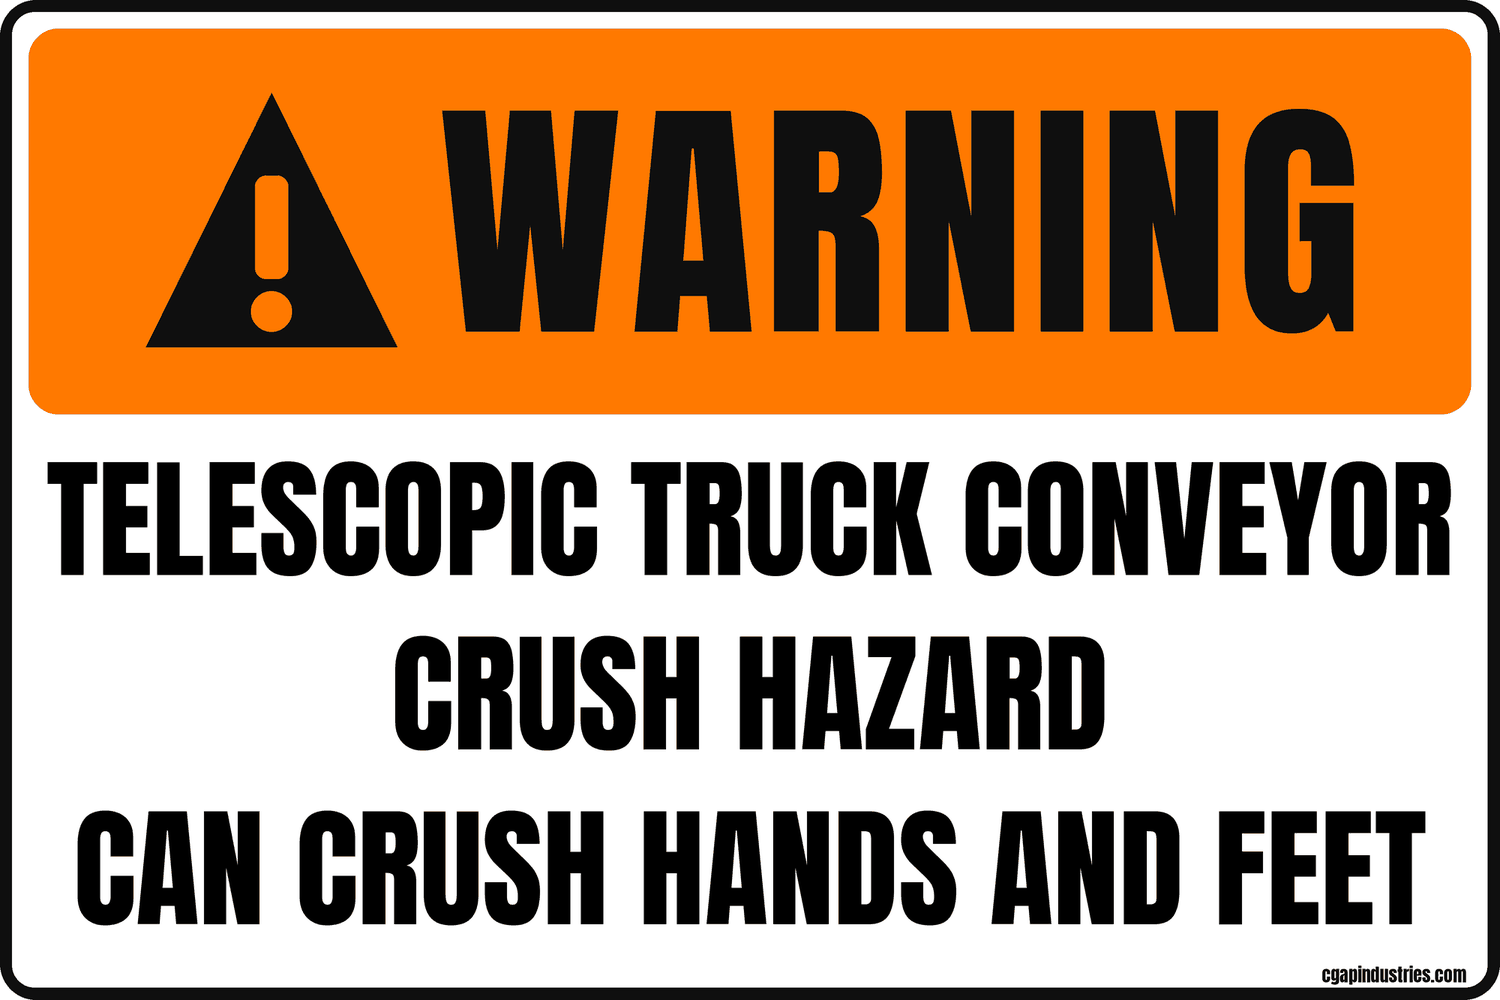 WARNING
TELESCOPIC TRUCK CONVEYOR
CRUSH HAZARD
CAN CRUSH HANDS AND FEET
cgapindustries.com